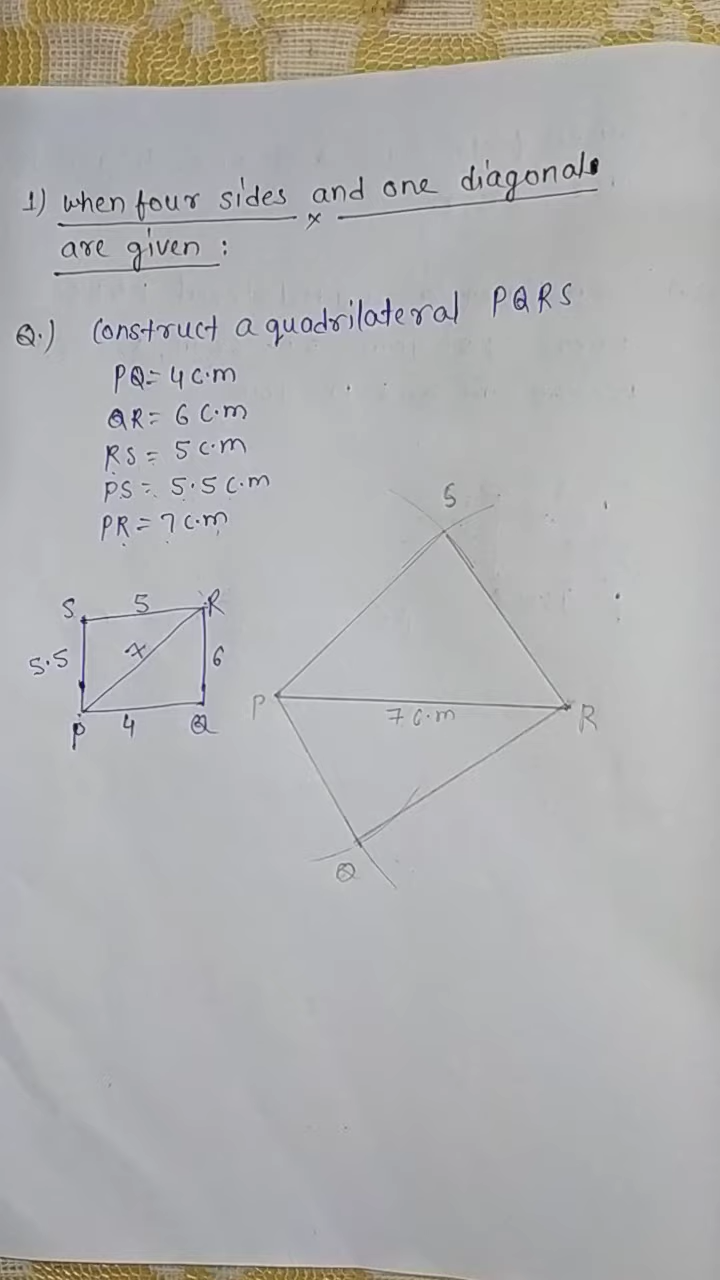 1) when four sides and one diagonals
are given :
Q.) construct a quadrilateral PQRS
PQ= 4 c.m
QR= 6 c.m
RS = 5 c.m
PS = 5.5 c.m
PR = 7 c.m
S 5 R
5.5 7 6
P 4 Q
S
P 7 c.m R
Q